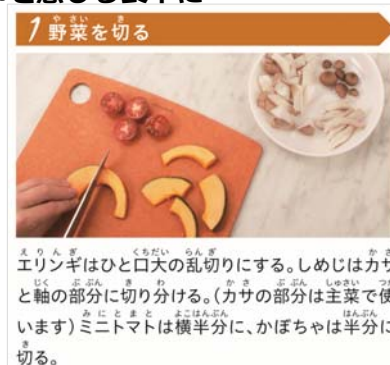 1 野菜を切る
エリンギはひと口大の乱切りにする。しめじはカサ
と軸の部分に切り分ける。(カサの部分は主菜で使
います)ミニトマトは横半分に、かぼちゃは半分に
切る。